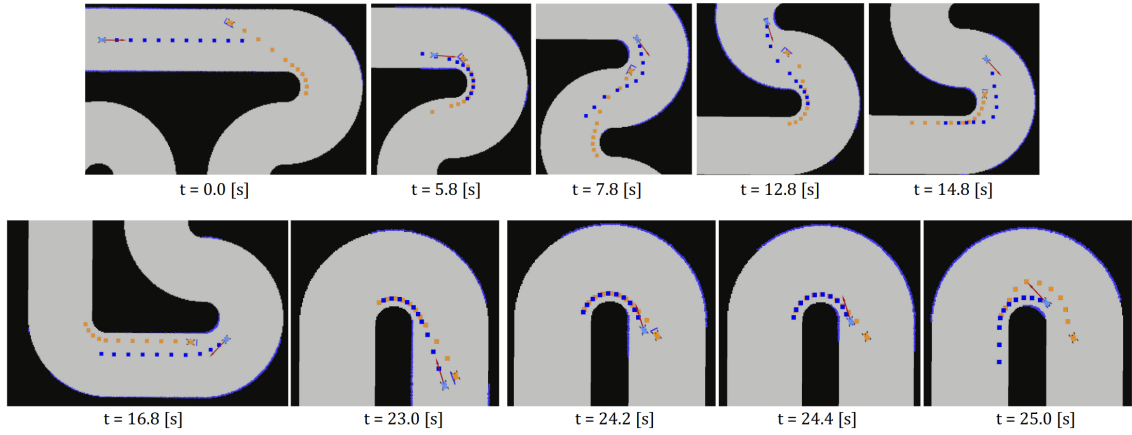 t = 0.0 [s]
t = 5.8 [s]
t = 7.8 [s]
t = 12.8 [s]
t = 14.8 [s]
t = 16.8 [s]
t = 23.0 [s]
t = 24.2 [s]
t = 24.4 [s]
t = 25.0 [s]